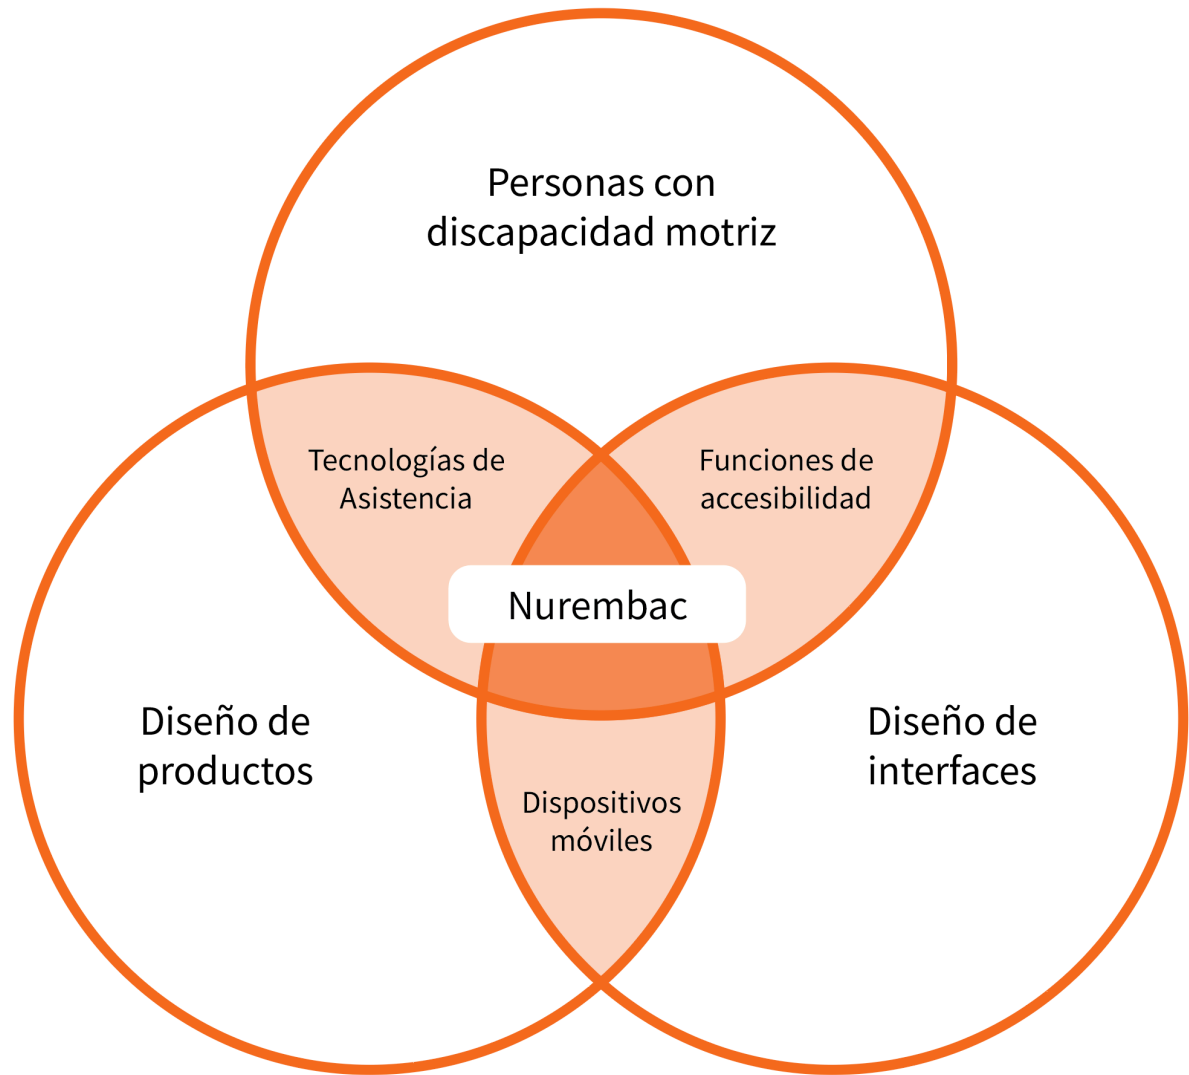 Personas con
discapacidad motriz
Tecnologías de
Asistencia
Funciones de
accesibilidad
Nurembac
Diseño de
productos
Diseño de
interfaces
Dispositivos
móviles